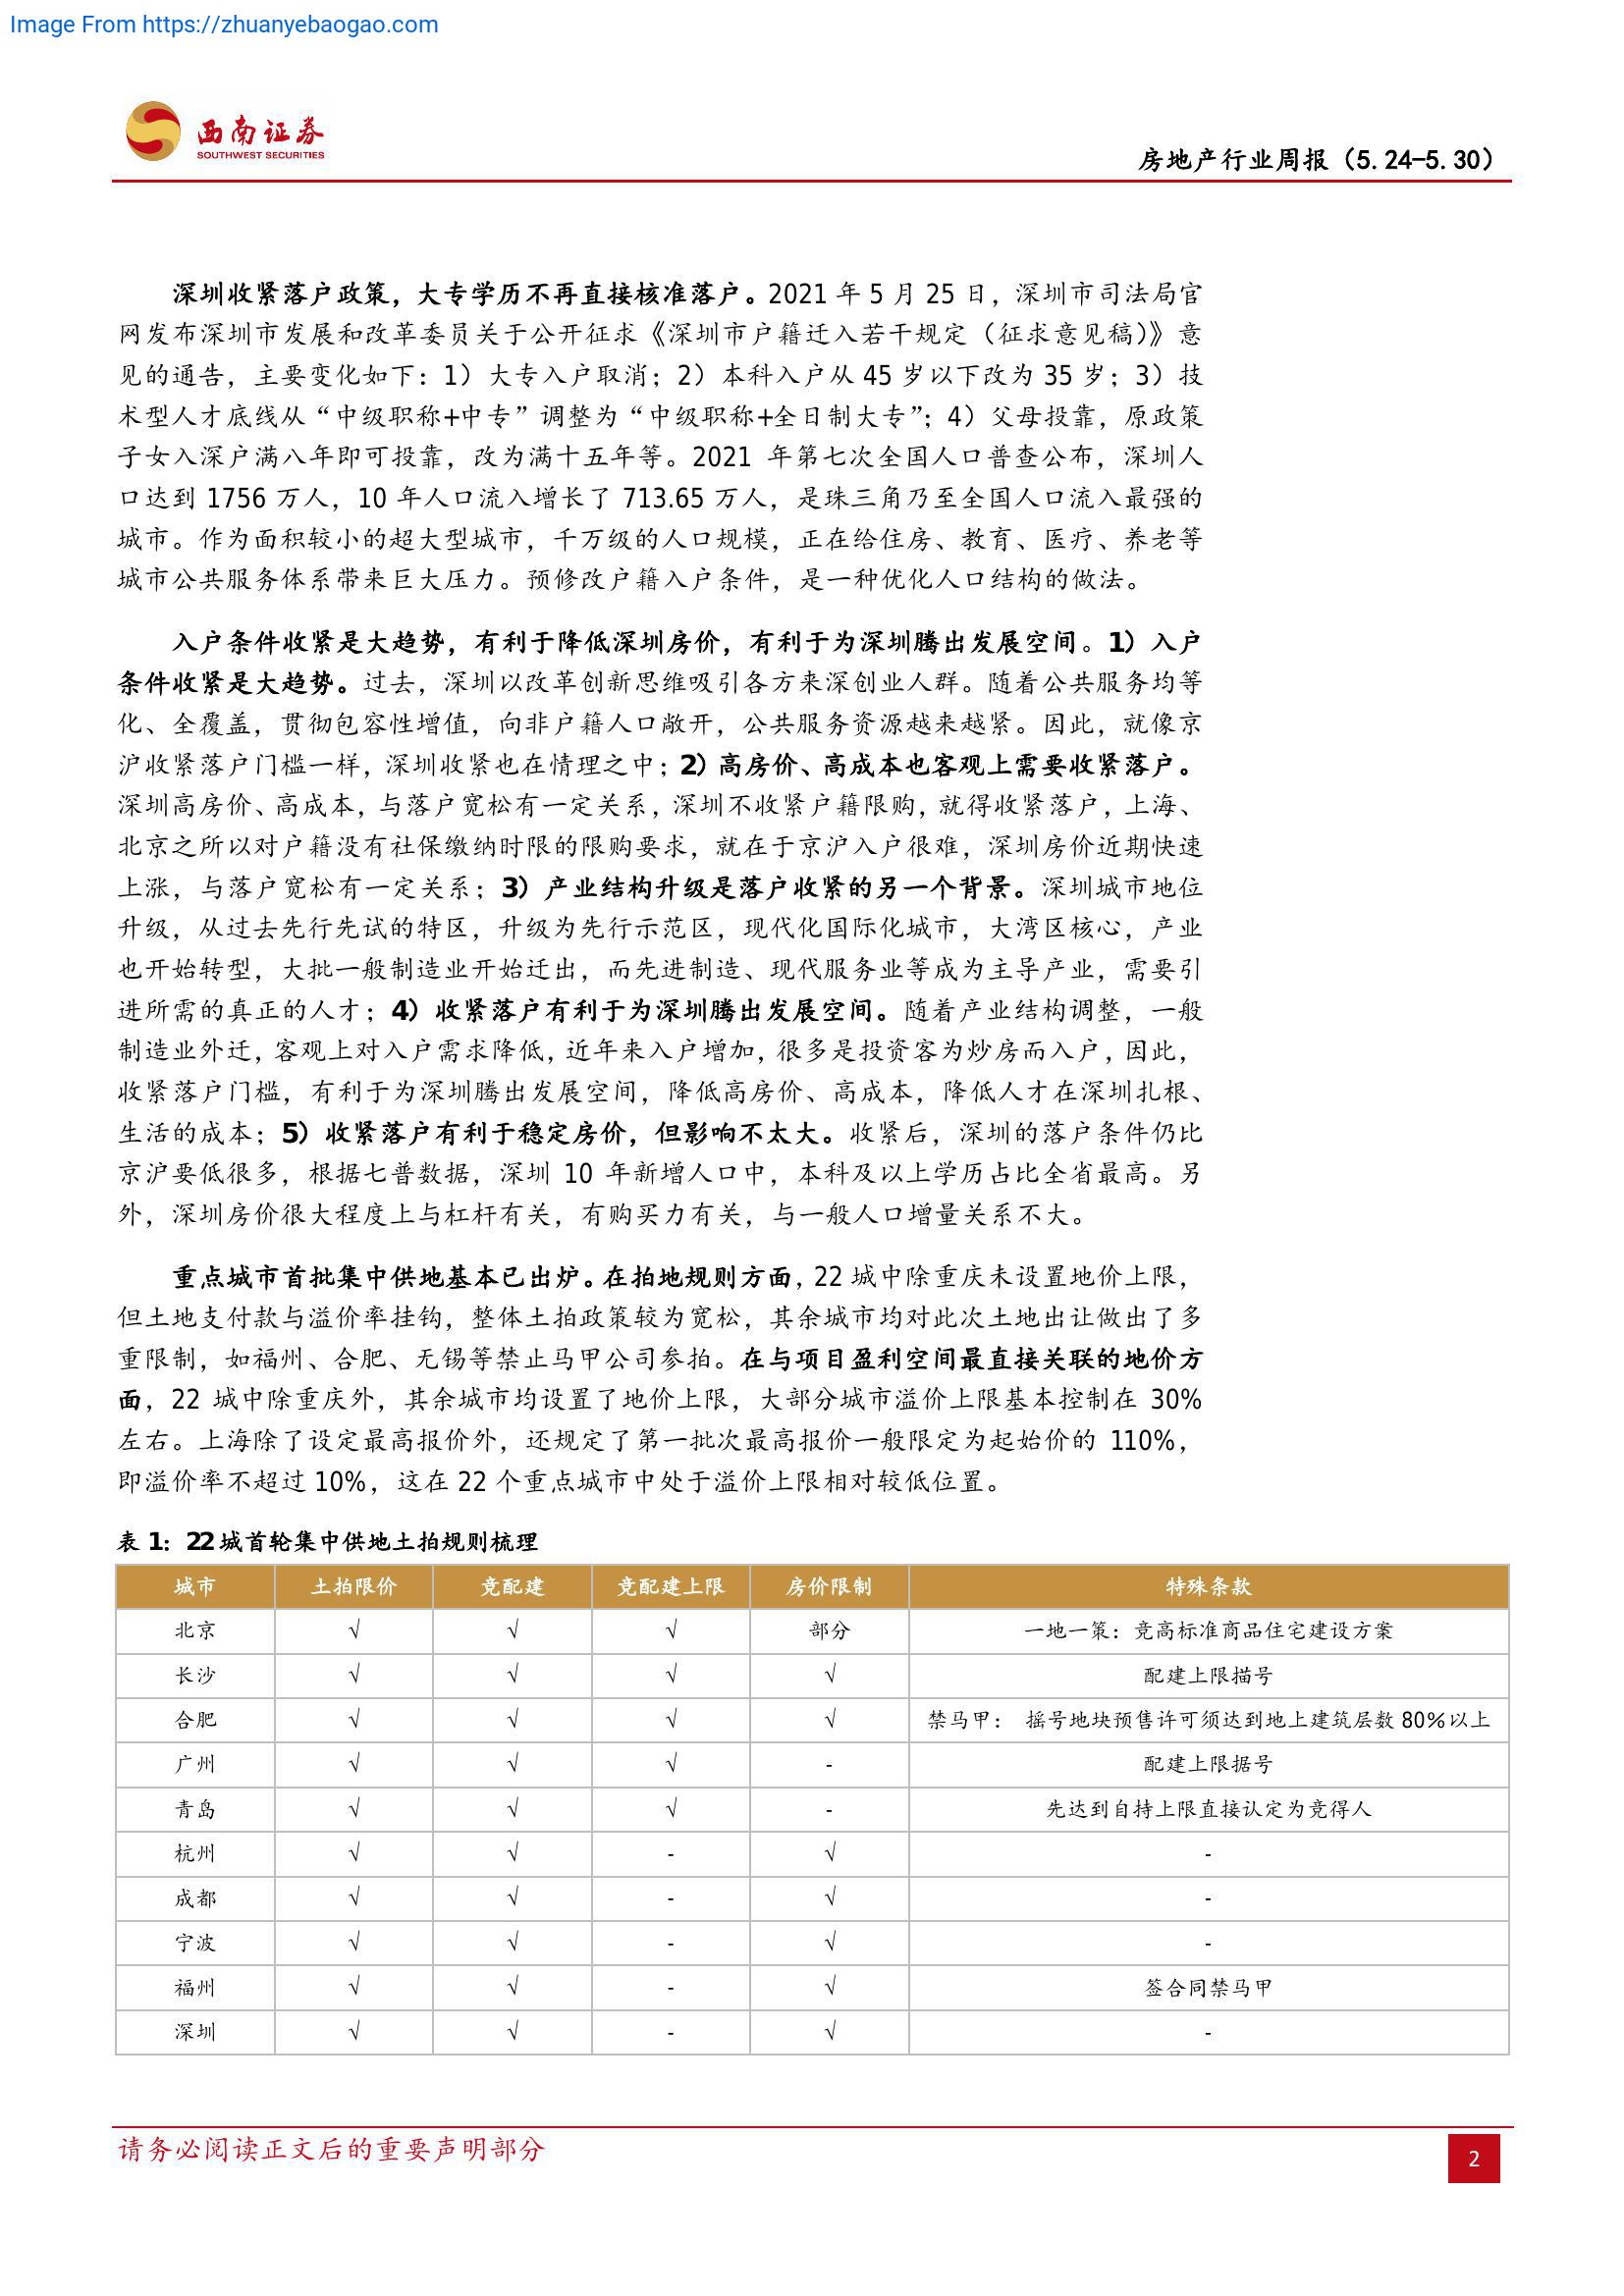 Image From https://zhuanyebaogao.com
西南证券
SOUTHWEST SECURITIES
房地产行业周报（5.24-5.30）
深圳收紧落户政策，大专学历不再直接核准落户。2021 年 5 月 25 日，深圳市司法局官
网发布深圳市发展和改革委员关于公开征求《深圳市户籍迁入若干规定（征求意见稿）》意
见的通告，主要变化如下：1）大专入户取消；2）本科入户从 45 岁以下改为 35 岁；3）技
术型人才底线从“中级职称+中专”调整为“中级职称+全日制大专”；4）父母投靠，原政策
子女入深户满八年即可投靠，改为满十五年等。2021 年第七次全国人口普查公布，深圳人
口达到 1756 万人，10 年人口流入增长了 713.65 万人，是珠三角乃至全国人口流入最强的
城市。作为面积较小的超大型城市，千万级的人口规模，正在给住房、教育、医疗、养老等
城市公共服务体系带来巨大压力。预修改户籍入户条件，是一种优化人口结构的做法。
入户条件收紧是大趋势，有利于降低深圳房价，有利于为深圳腾出发展空间。1）入户
条件收紧是大趋势。过去，深圳以改革创新思维吸引各方来深创业人群。随着公共服务均等
化、全覆盖，贯彻包容性增值，向非户籍人口敞开，公共服务资源越来越紧。因此，就像京
沪收紧落户门槛一样，深圳收紧也在情理之中；2）高房价、高成本也客观上需要收紧落户。
深圳高房价、高成本，与落户宽松有一定关系，深圳不收紧户籍限购，就得收紧落户，上海、
北京之所以对户籍没有社保缴纳时限的限购要求，就在于京沪入户很难，深圳房价近期快速
上涨，与落户宽松有一定关系；3）产业结构升级是落户收紧的另一个背景。深圳城市地位
升级，从过去先行先试的特区，升级为先行示范区，现代化国际化城市，大湾区核心，产业
也开始转型，大批一般制造业开始迁出，而先进制造、现代服务业等成为主导产业，需要引
进所需的真正的人才；4）收紧落户有利于为深圳腾出发展空间。随着产业结构调整，一般
制造业外迁，客观上对入户需求降低，近年来入户增加，很多是投资客为炒房而入户，因此，
收紧落户门槛，有利于为深圳腾出发展空间，降低高房价、高成本，降低人才在深圳扎根、
生活的成本；5）收紧落户有利于稳定房价，但影响不太大。收紧后，深圳的落户条件仍比
京沪要低很多，根据七普数据，深圳 10 年新增人口中，本科及以上学历占比全省最高。另
外，深圳房价很大程度上与杠杆有关，有购买力有关，与一般人口增量关系不大。
重点城市首批集中供地基本已出炉。在拍地规则方面，22 城中除重庆未设置地价上限，
但土地支付款与溢价率挂钩，整体土拍政策较为宽松，其余城市均对此次土地出让做出了多
重限制，如福州、合肥、无锡等禁止马甲公司参拍。在与项目盈利空间最直接关联的地价方
面，22 城中除重庆外，其余城市均设置了地价上限，大部分城市溢价上限基本控制在 30%
左右。上海除了设定最高报价外，还规定了第一批次最高报价一般限定为起始价的 110%，
即溢价率不超过 10%，这在 22 个重点城市中处于溢价上限相对较低位置。
表 1：22 城首轮集中供地土拍规则梳理
城市 土拍限价 竞配建 竞配建上限 房价限制 特殊条款
北京 √ √ √ 部分 一地一策：竞高标准商品住宅建设方案
长沙 √ √ √ √ 配建上限描号
合肥 √ √ √ √ 禁马甲： 摇号地块预售许可须达到地上建筑层数 80%以上
广州 √ √ √ - 配建上限据号
青岛 √ √ √ - 先达到自持上限直接认定为竞得人
杭州 √ √ - √ -
成都 √ √ - √ -
宁波 √ √ - √ -
福州 √ √ - √ 签合同禁马甲
深圳 √ √ - √ -
请务必阅读正文后的重要声明部分
2